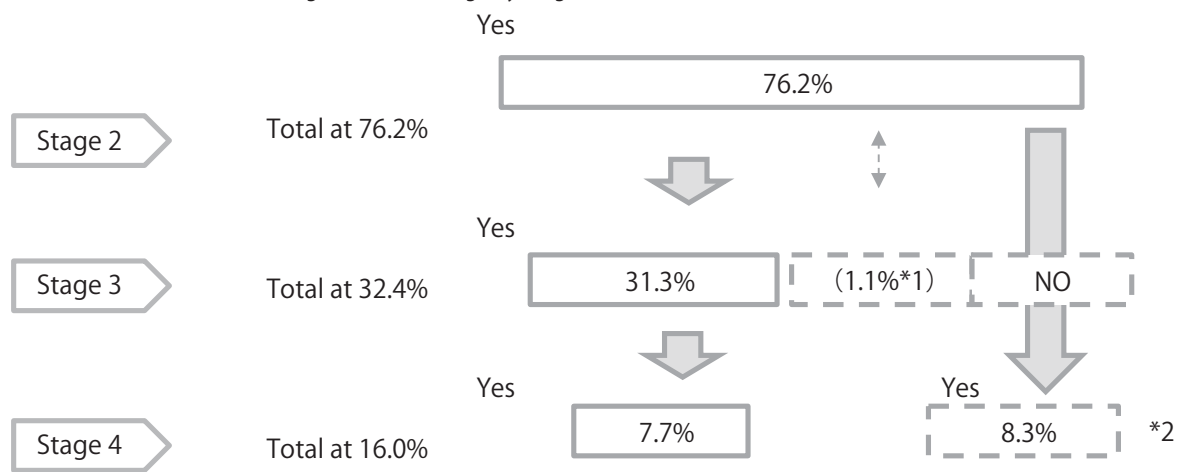 Yes
76.2%
Stage 2
Total at 76.2%
Yes
Stage 3
Total at 32.4%
31.3%
(1.1%*1)
NO
Yes
Yes
Stage 4
Total at 16.0%
7.7%
8.3%
*2